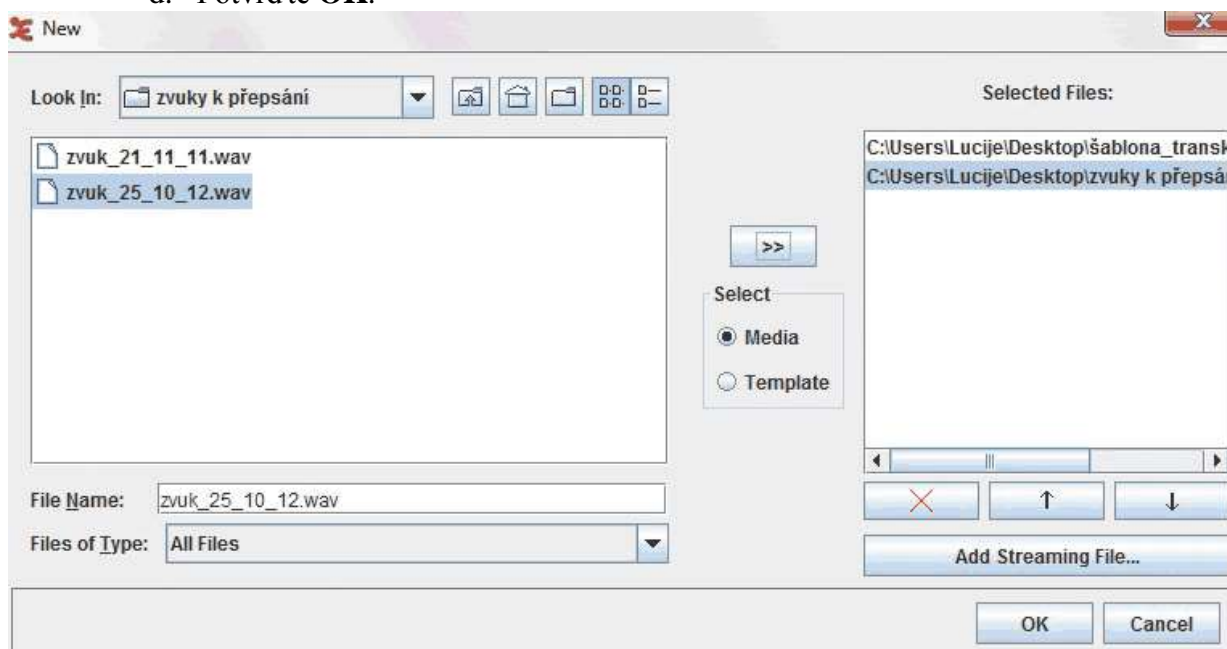 d. Potvrďte OK.
New
Look In: zvuky k přepsání
Selected Files:
zvuk_21_11_11.wav
zvuk_25_10_12.wav
C:\Users\Lucije\Desktop\šablona_transk
C:\Users\Lucije\Desktop\zvuky k přepsá
>>
Select
Media
Template
File Name: zvuk_25_10_12.wav
Files of Type: All Files
Add Streaming File...
OK Cancel